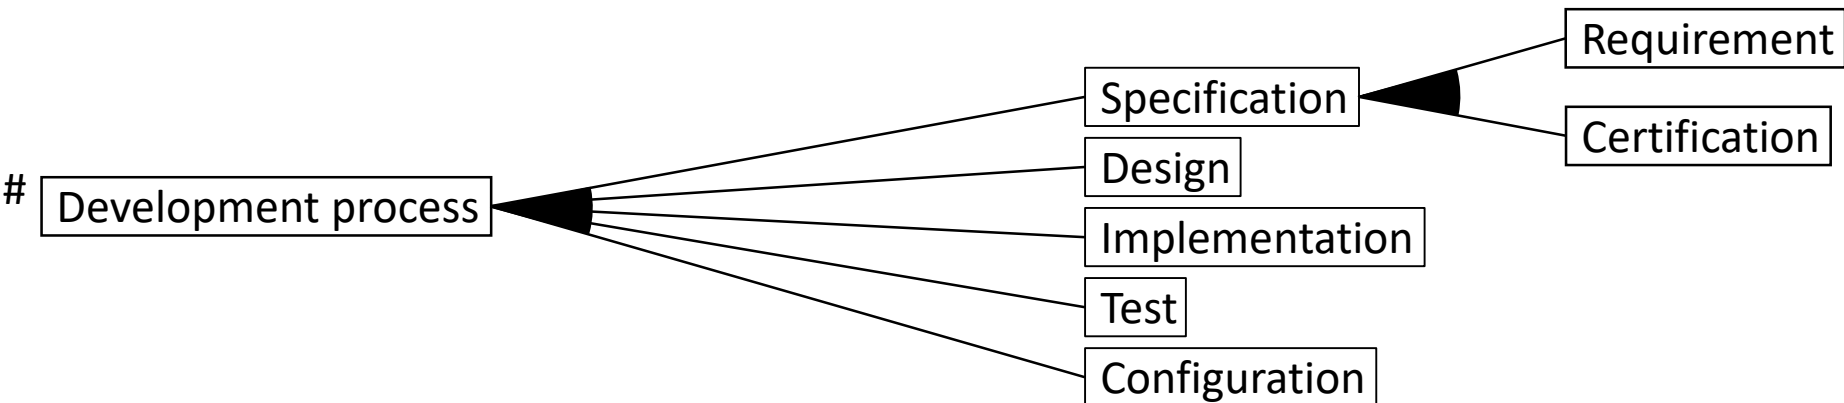 Requirement
Specification
Certification
Design
# Development process
Implementation
Test
Configuration